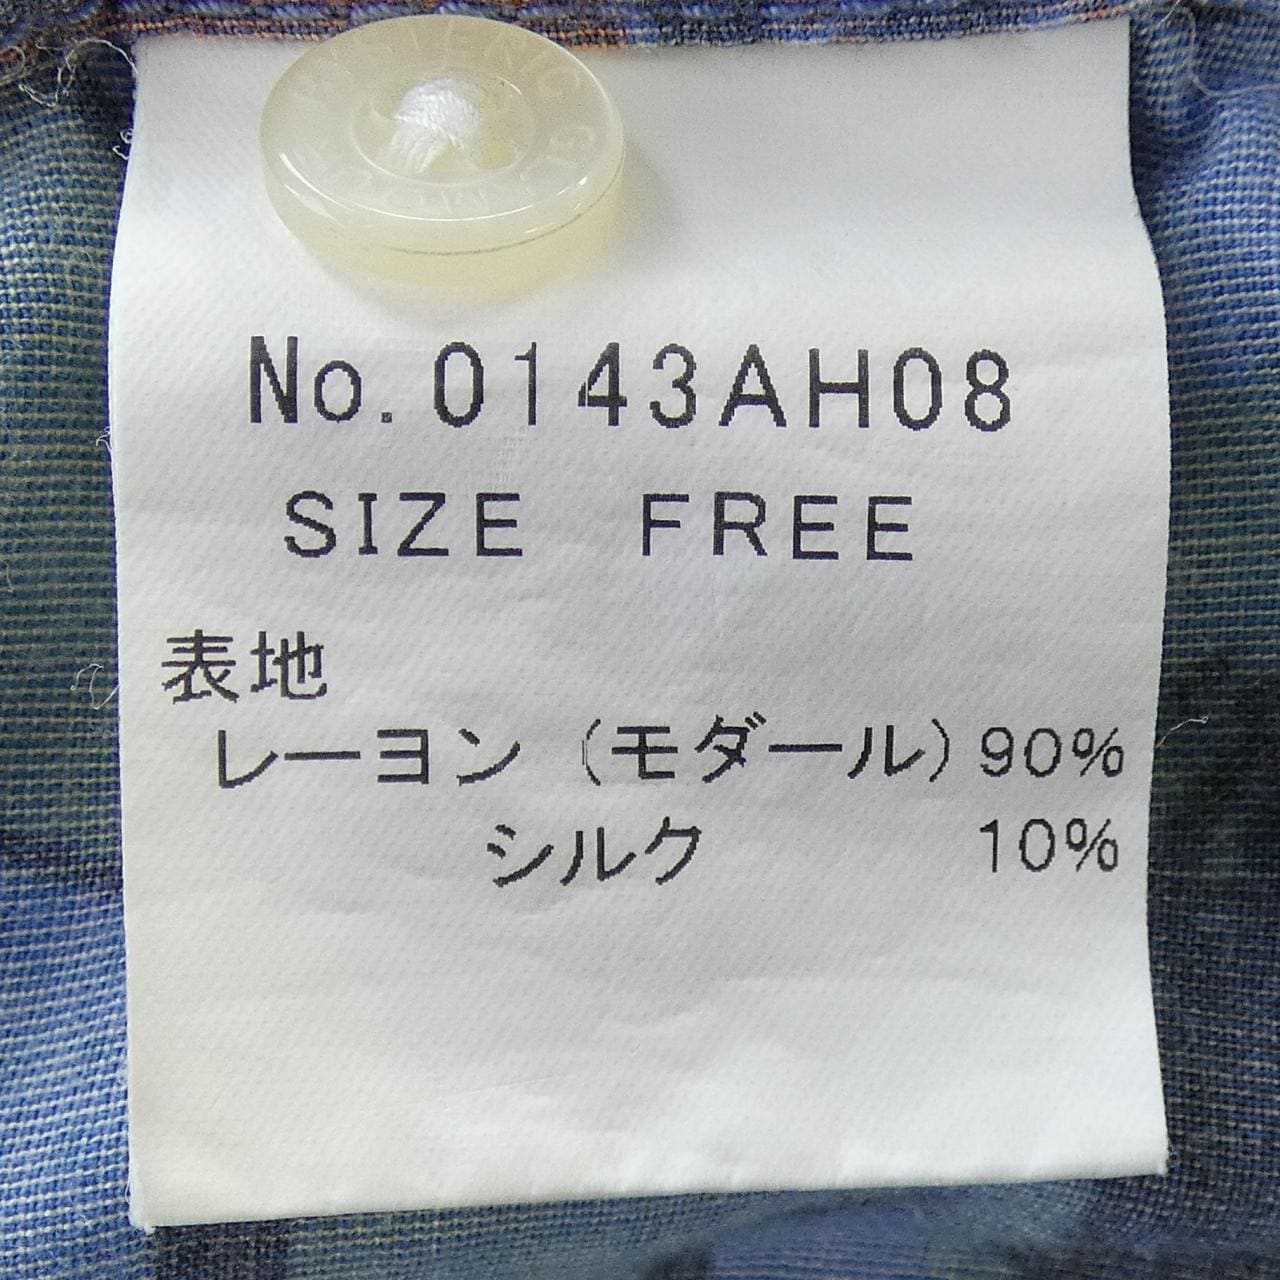 No.0143AH08
SIZE FREE
表地
レーヨン(モダール)90%
シルク 10%